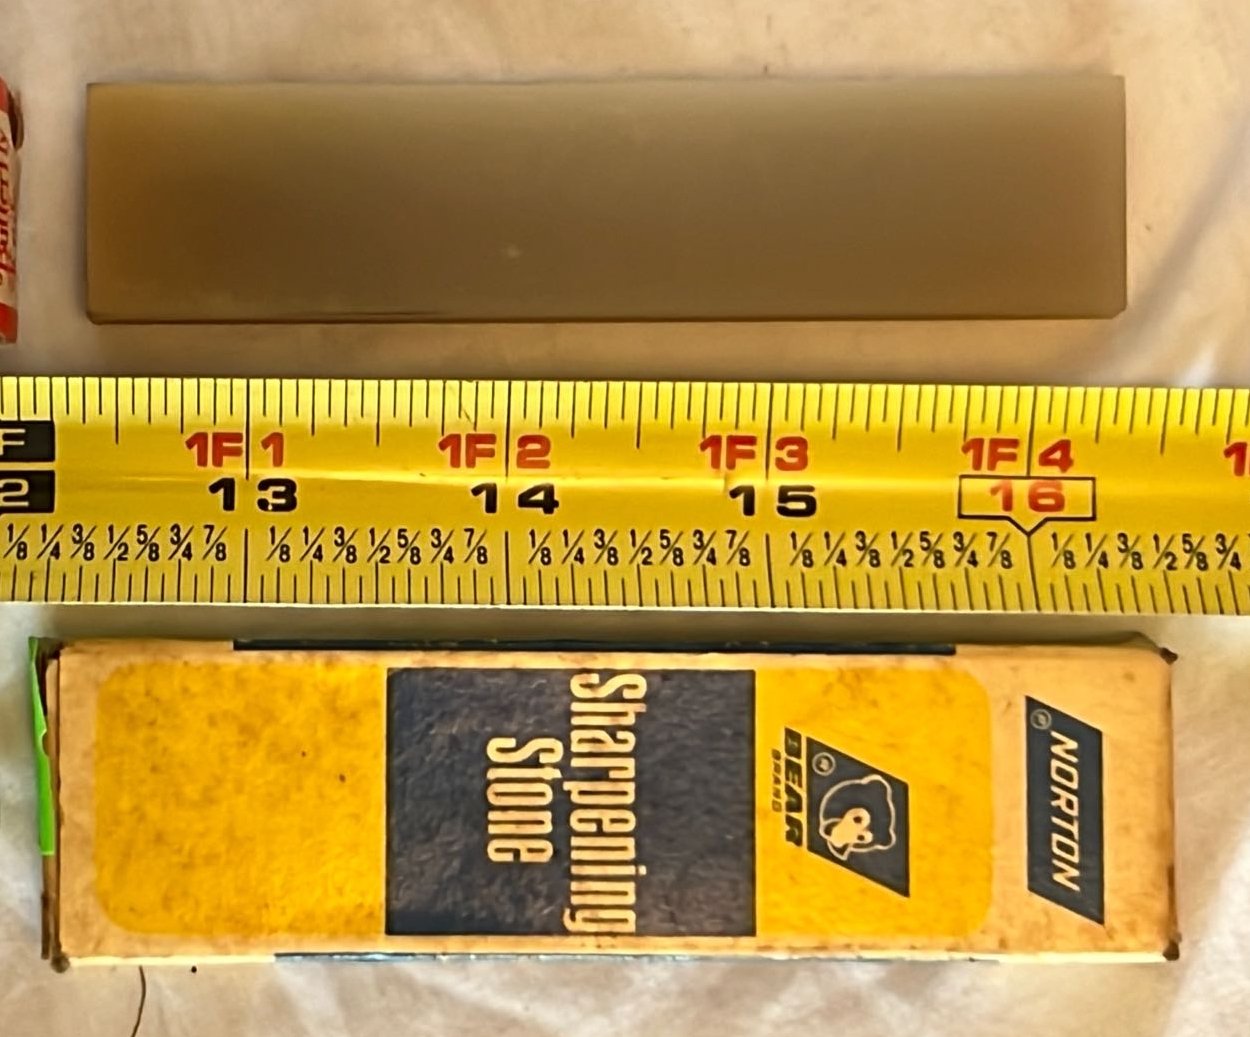 F 1F 1 1F 2 1F 3 1F 4 1
2 13 14 15 16
1/8 1/4 3/8 1/2 5/8 3/4 7/8 1/8 1/4 3/8 1/2 5/8 3/4 7/8 1/8 1/4 3/8 1/2 5/8 3/4 7/8 1/8 1/4 3/8 1/2 5/8 3/4 7/8 1/8 1/4 3/8 1/2 5/8 3/4
Sharpening
Stone
BEAR
BRAND
®
NORTON
®